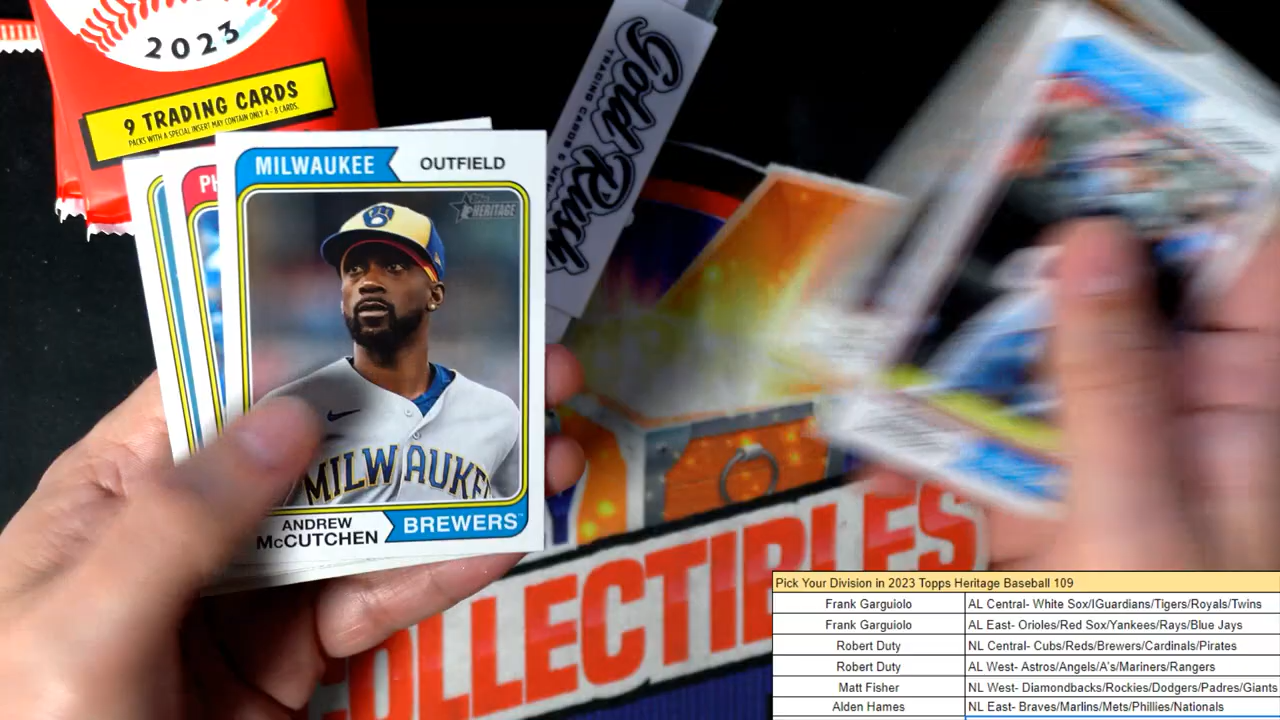 2023
9 TRADING CARDS
PACKS WITH A SPECIAL INSERT MAY CONTAIN ONLY 4 - 8 CARDS.
Gold Rush
TRADING CARDS &
PH
MILWAUKEE
OUTFIELD
TOPPS
HERITAGE
MILWAUKE
ANDREW
McCUTCHEN
BREWERS™
COLLECTIBLES
Pick Your Division in 2023 Topps Heritage Baseball 109
Frank Garguiolo AL Central- White Sox/IGuardians/Tigers/Royals/Twins
Frank Garguiolo AL East- Orioles/Red Sox/Yankees/Rays/Blue Jays
Robert Duty NL Central- Cubs/Reds/Brewers/Cardinals/Pirates
Robert Duty AL West- Astros/Angels/A's/Mariners/Rangers
Matt Fisher NL West- Diamondbacks/Rockies/Dodgers/Padres/Giants
Alden Hames NL East- Braves/Marlins/Mets/Phillies/Nationals